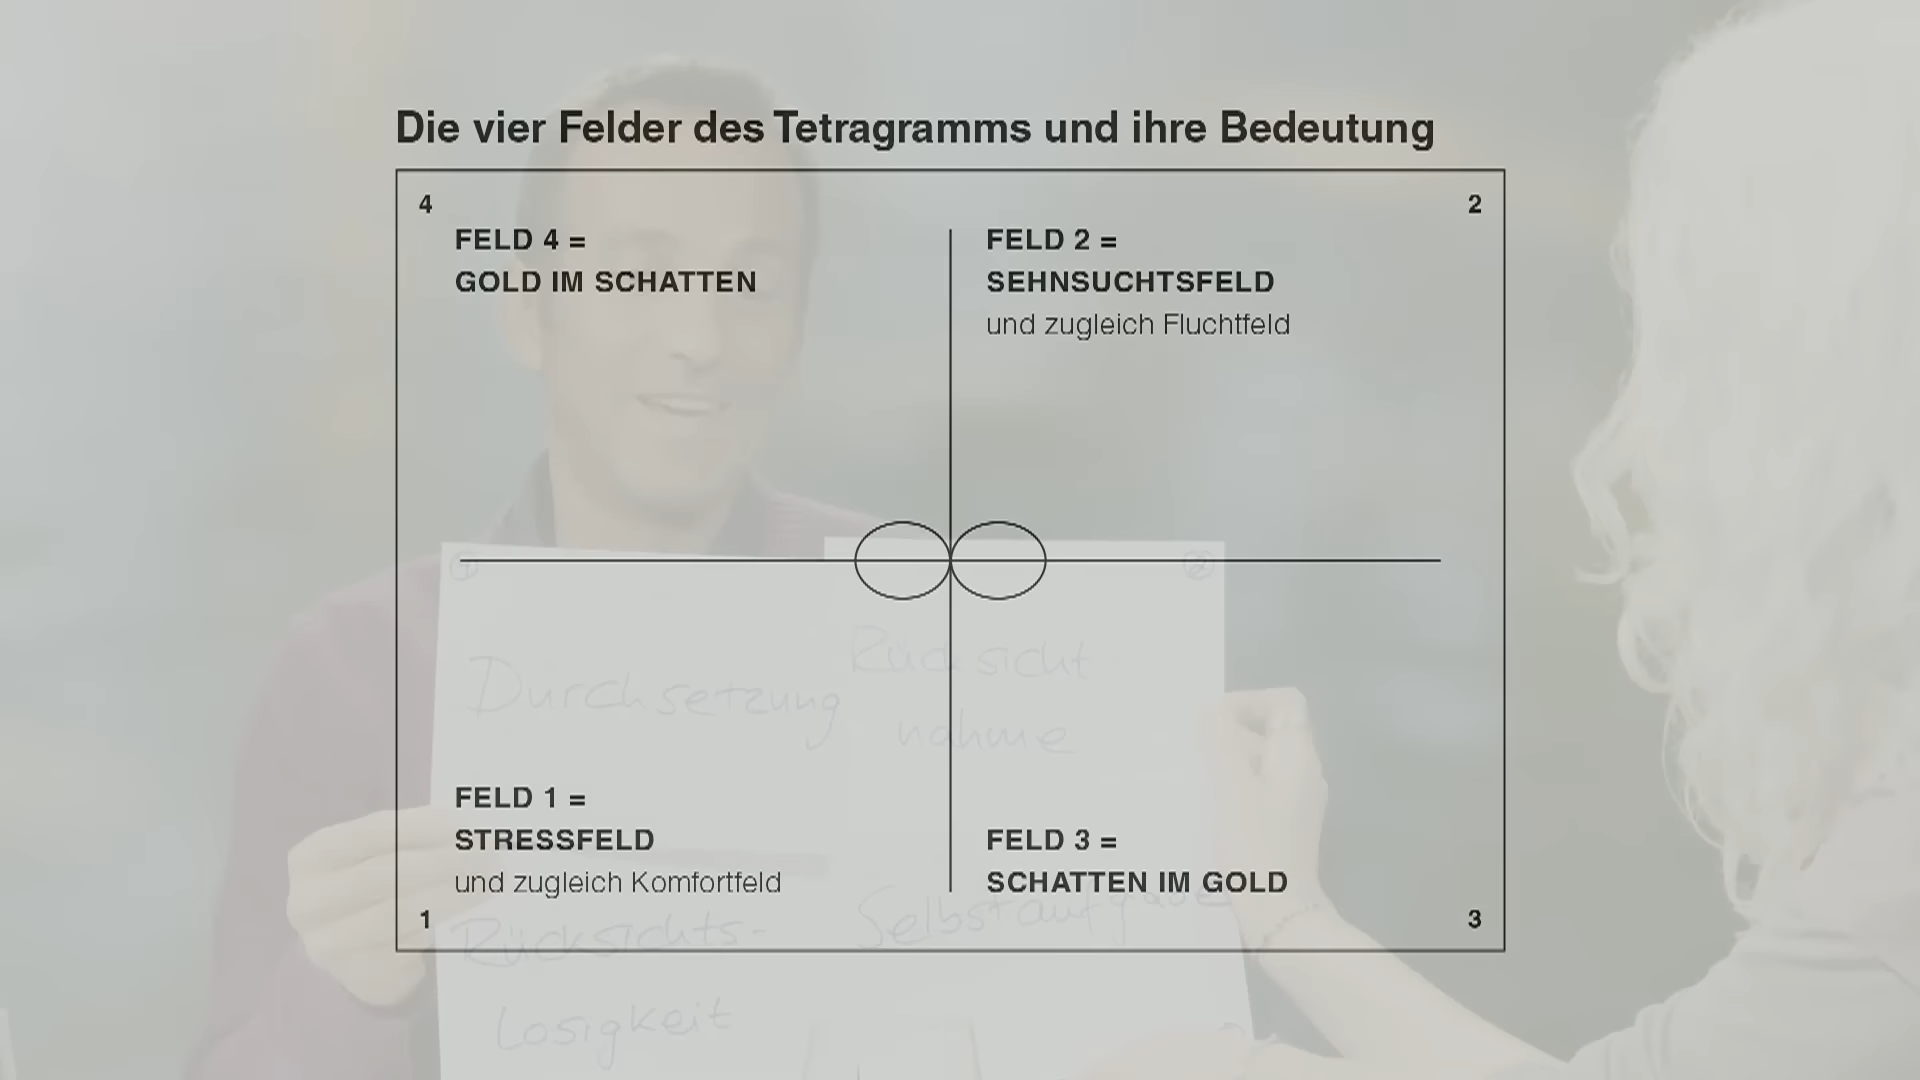 Die vier Felder des Tetragramms und ihre Bedeutung
4
2
FELD 4 =
GOLD IM SCHATTEN
FELD 2 =
SEHNSUCHTSFELD
und zugleich Fluchtfeld
Durchsetzung
Rücksicht
nahme
FELD 1 =
STRESSFELD
und zugleich Komfortfeld
1
FELD 3 =
SCHATTEN IM GOLD
3
Rücksichts-
Losigkeit
Selbstaufgabe